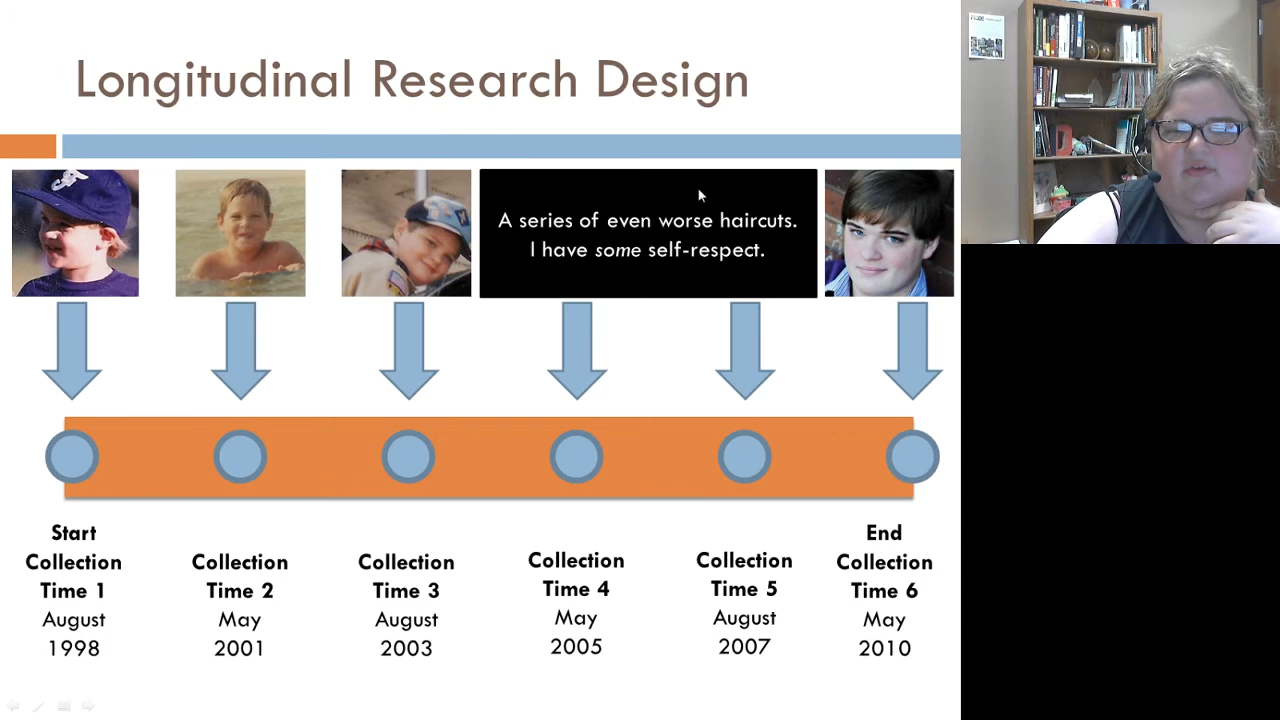 Longitudinal Research Design
A series of even worse haircuts.
I have some self-respect.
Start
Collection
Time 1
August
1998
Collection
Time 2
May
2001
Collection
Time 3
August
2003
Collection
Time 4
May
2005
Collection
Time 5
August
2007
End
Collection
Time 6
May
2010